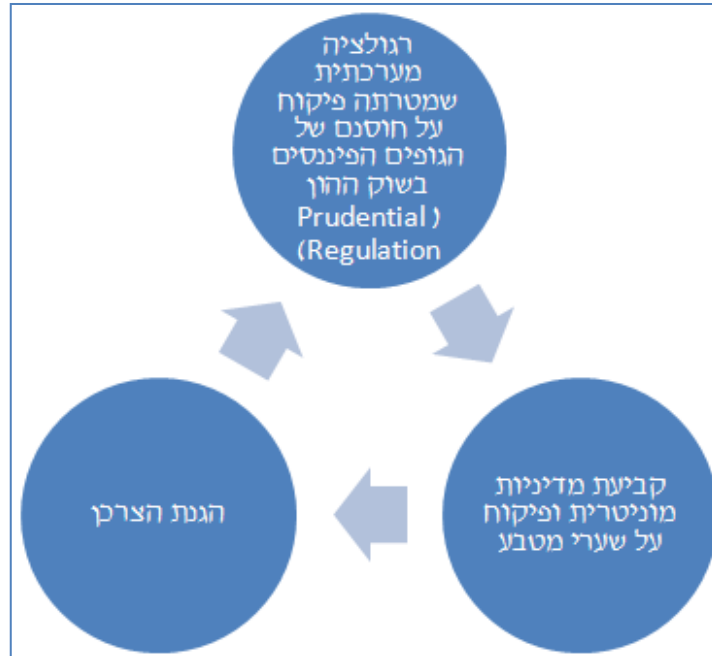 רגולציה
מערכתית
שמטרתה פיקוח
על חוסנם של
הגופים הפיננסים
בשוק ההון
Prudential )
(Regulation
קביעת מדיניות
מוניטרית ופיקוח
על שערי מטבע
הגנת הצרכן